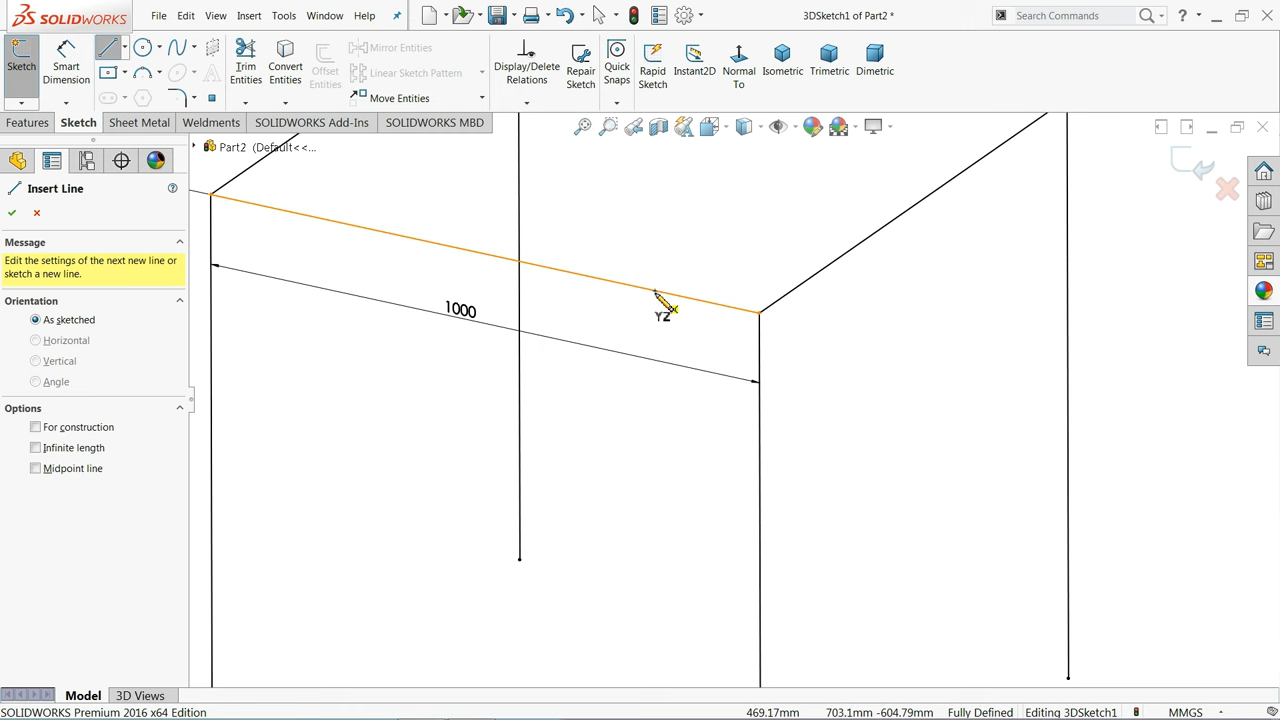 SOLIDWORKS File Edit View Insert Tools Window Help 3DSketch1 of Part2 * Search Commands ?
Sketch Smart Dimension Trim Entities Convert Entities Offset Entities Mirror Entities Linear Sketch Pattern Move Entities Display/Delete Relations Repair Sketch Quick Snaps Rapid Sketch Instant2D Normal To Isometric Trimetric Dimetric
Features Sketch Sheet Metal Weldments SOLIDWORKS Add-Ins SOLIDWORKS MBD
Part2 (Default<<...
Insert Line
Message
Edit the settings of the next new line or
sketch a new line.
Orientation
As sketched
Horizontal
Vertical
Angle
Options
For construction
Infinite length
Midpoint line
1000
YZ
Model 3D Views
SOLIDWORKS Premium 2016 x64 Edition 469.17mm 703.1mm -604.79mm Fully Defined Editing 3DSketch1 MMGS